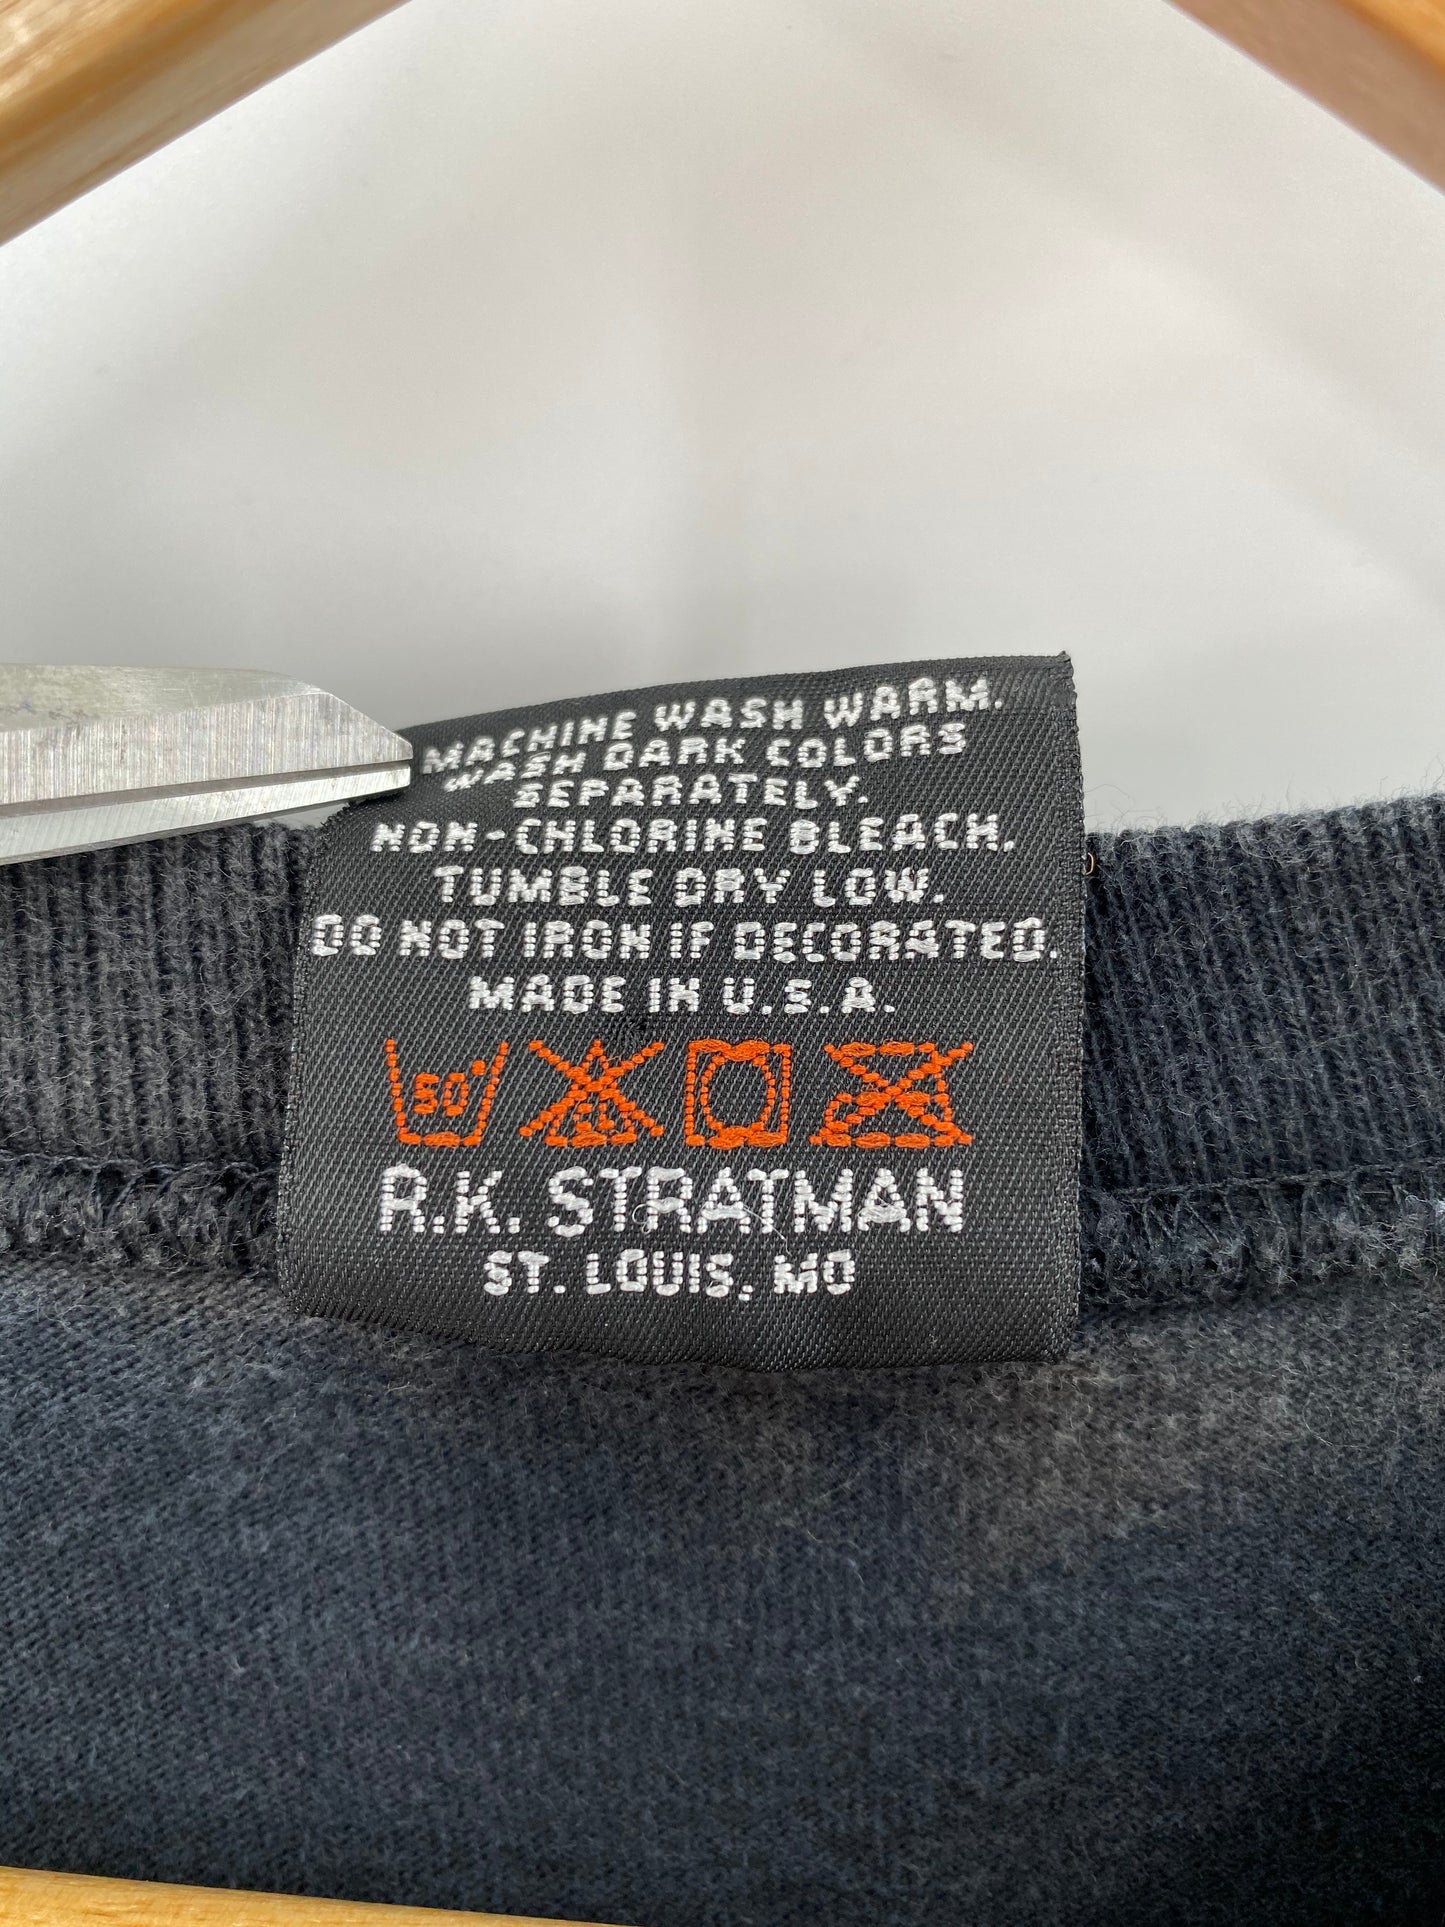 MACHINE WASH WARM.
WASH DARK COLORS
SEPARATELY.
NON-CHLORINE BLEACH.
TUMBLE DRY LOW.
DO NOT IRON IF DECORATED.
MADE IN U.S.A.
50° CL
R.K. STRATMAN
ST. LOUIS, MO